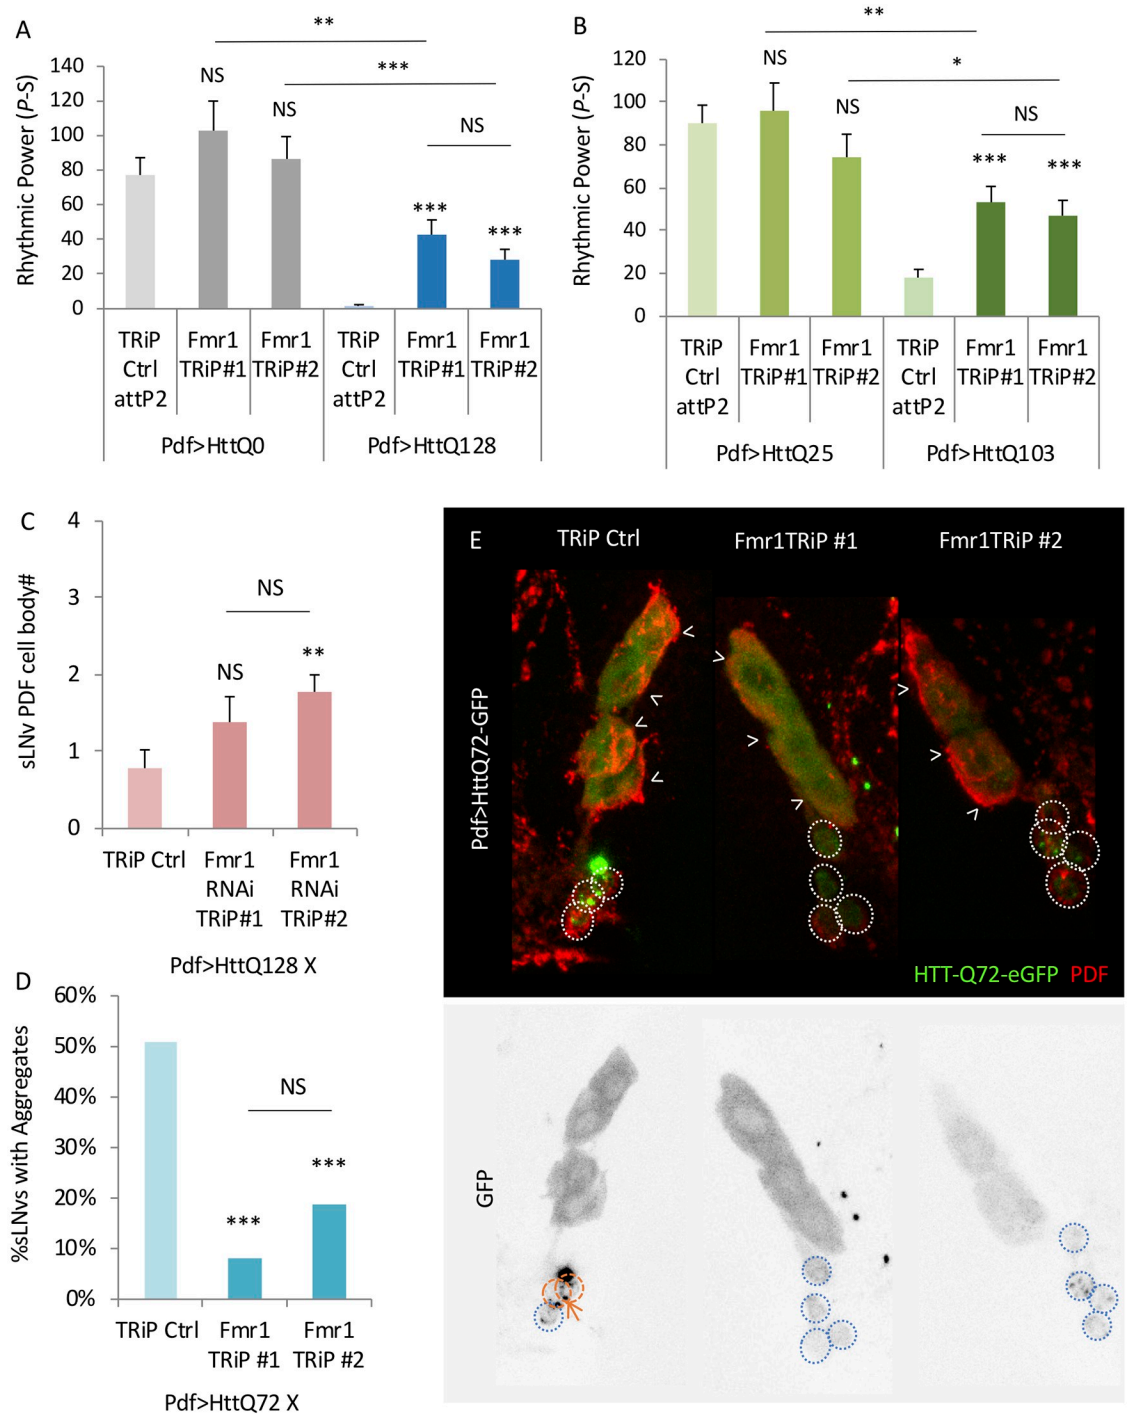 A
**
***
NS
NS
NS
***
***
Rhythmic Power (P-S)
140
120
100
80
60
40
20
0
TRiP Ctrl attP2
Fmr1 TRiP#1
Fmr1 TRiP#2
TRiP Ctrl attP2
Fmr1 TRiP#1
Fmr1 TRiP#2
Pdf>HttQ0
Pdf>HttQ128
B
**
*
NS
NS
NS
***
***
Rhythmic Power (P-S)
120
100
80
60
40
20
0
TRiP Ctrl attP2
Fmr1 TRiP#1
Fmr1 TRiP#2
TRiP Ctrl attP2
Fmr1 TRiP#1
Fmr1 TRiP#2
Pdf>HttQ25
Pdf>HttQ103
C
sLNv PDF cell body#
4
3
2
1
0
NS
NS
**
TRiP Ctrl
Fmr1 RNAi TRiP#1
Fmr1 RNAi TRiP#2
Pdf>HttQ128 X
D
%sLNvs with Aggregates
60%
50%
40%
30%
20%
10%
0%
NS
***
***
TRiP Ctrl
Fmr1 TRiP #1
Fmr1 TRiP #2
Pdf>HttQ72 X
E
TRiP Ctrl
Fmr1TRiP #1
Fmr1TRiP #2
Pdf>HttQ72-GFP
HTT-Q72-eGFP PDF
GFP